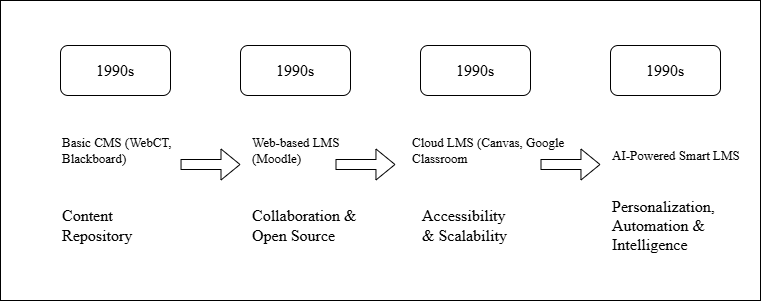 1990s
1990s
1990s
1990s
Basic CMS (WebCT,
Blackboard)
Web-based LMS
(Moodle)
Cloud LMS (Canvas, Google
Classroom
AI-Powered Smart LMS
Content
Repository
Collaboration &
Open Source
Accessibility
& Scalability
Personalization,
Automation &
Intelligence